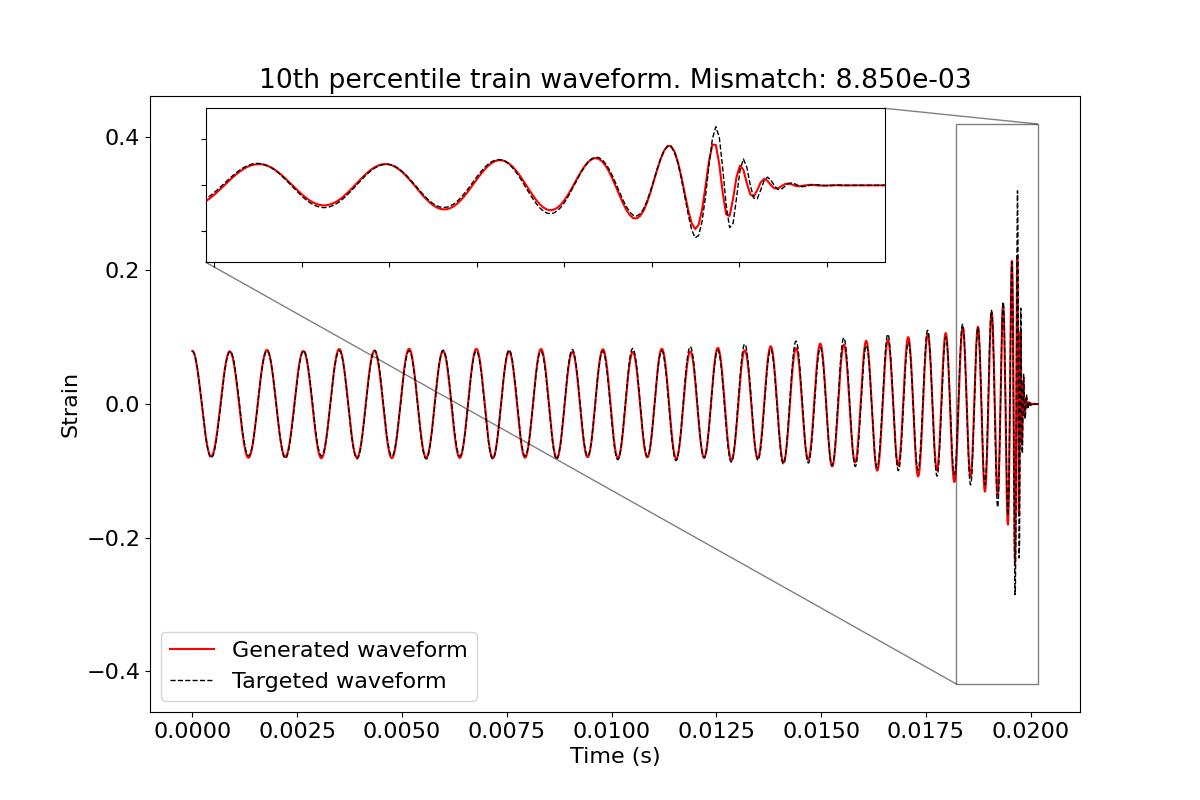 10th percentile train waveform. Mismatch: 8.850e-03
0.4
0.2
0.0
−0.2
−0.4
Strain
Generated waveform
Targeted waveform
0.0000 0.0025 0.0050 0.0075 0.0100 0.0125 0.0150 0.0175 0.0200
Time (s)